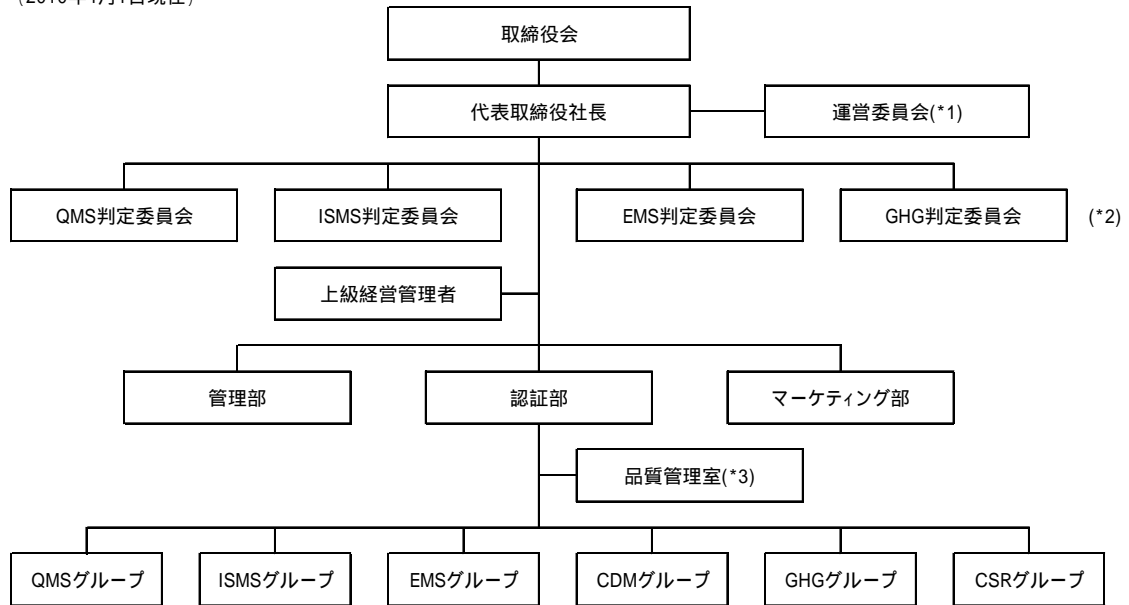 取締役会
代表取締役社長 運営委員会(*1)
QMS判定委員会 ISMS判定委員会 EMS判定委員会 GHG判定委員会 (*2)
上級経営管理者
管理部 認証部 マーケティング部
品質管理室(*3)
QMSグループ ISMSグループ EMSグループ CDMグループ GHGグループ CSRグループ